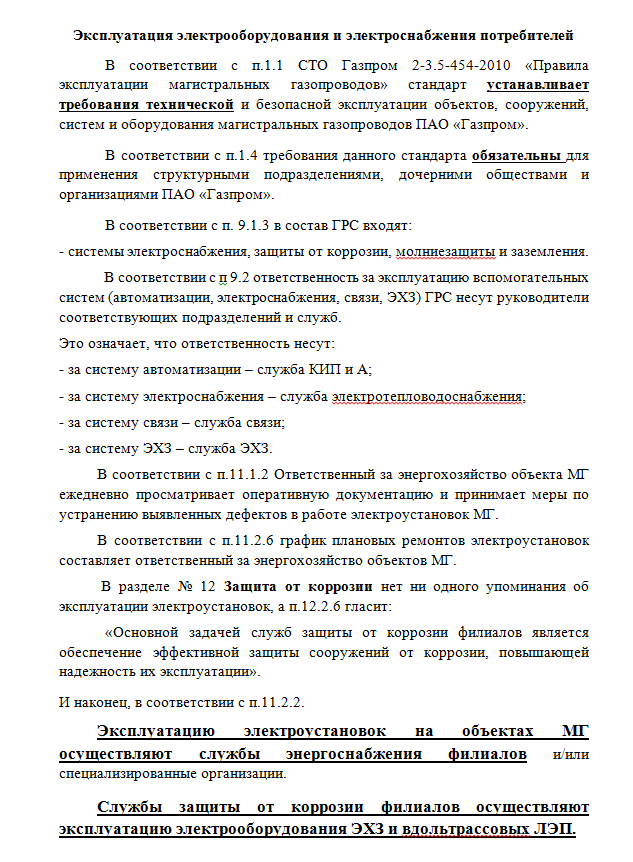 Эксплуатация электрооборудования и электроснабжения потребителей
В соответствии с п.1.1 СТО Газпром 2-3.5-454-2010 «Правила
эксплуатации магистральных газопроводов» стандарт устанавливает
требования технической и безопасной эксплуатации объектов, сооружений,
систем и оборудования магистральных газопроводов ПАО «Газпром».
В соответствии с п.1.4 требования данного стандарта обязательны для
применения структурными подразделениями, дочерними обществами и
организациями ПАО «Газпром».
В соответствии с п. 9.1.3 в состав ГРС входят:
- системы электроснабжения, защиты от коррозии, молниезащиты и заземления.
В соответствии с п 9.2 ответственность за эксплуатацию вспомогательных
систем (автоматизации, электроснабжения, связи, ЭХЗ) ГРС несут руководители
соответствующих подразделений и служб.
Это означает, что ответственность несут:
- за систему автоматизации – служба КИП и А;
- за систему электроснабжения – служба электротепловодоснабжения;
- за систему связи – служба связи;
- за систему ЭХЗ – служба ЭХЗ.
В соответствии с п.11.1.2 Ответственный за энергохозяйство объекта МГ
ежедневно просматривает оперативную документацию и принимает меры по
устранению выявленных дефектов в работе электроустановок МГ.
В соответствии с п.11.2.6 график плановых ремонтов электроустановок
составляет ответственный за энергохозяйство объектов МГ.
В разделе № 12 Защита от коррозии нет ни одного упоминания об
эксплуатации электроустановок, а п.12.2.6 гласит:
«Основной задачей служб защиты от коррозии филиалов является
обеспечение эффективной защиты сооружений от коррозии, повышающей
надежность их эксплуатации».
И наконец, в соответствии с п.11.2.2.
Эксплуатацию электроустановок на объектах МГ
осуществляют службы энергоснабжения филиалов и/или
специализированные организации.
Службы защиты от коррозии филиалов осуществляют
эксплуатацию электрооборудования ЭХЗ и вдольтрассовых ЛЭП.